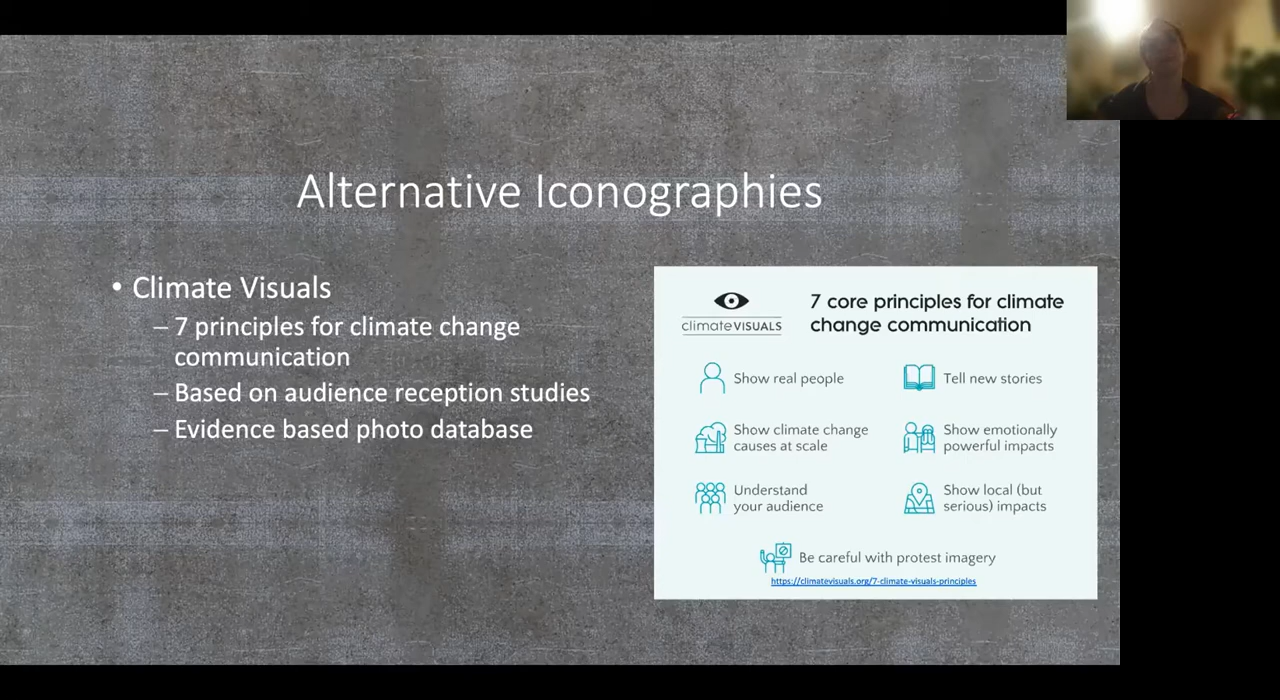 Alternative Iconographies
• Climate Visuals
– 7 principles for climate change
communication
– Based on audience reception studies
– Evidence based photo database
climateVISUALS
7 core principles for climate
change communication
Show real people
Tell new stories
Show climate change
causes at scale
Show emotionally
powerful impacts
Understand
your audience
Show local (but
serious) impacts
Be careful with protest imagery
https://climatevisuals.org/7-climate-visuals-principles